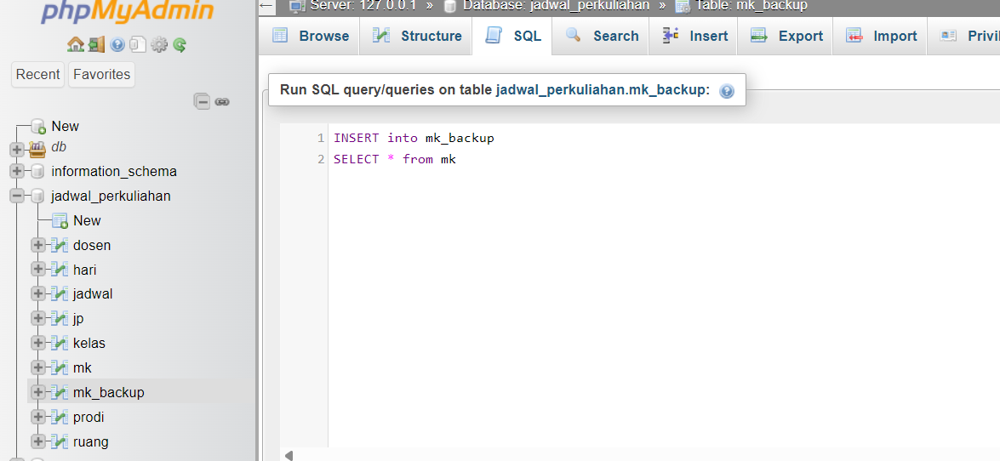 phpMyAdmin
Recent Favorites
New
db
information_schema
jadwal_perkuliahan
New
dosen
hari
jadwal
jp
kelas
mk
mk_backup
prodi
ruang
← Server: 127.0.0.1 » Database: jadwal_perkuliahan » Table: mk_backup
Browse Structure SQL Search Insert Export Import Privil
Run SQL query/queries on table jadwal_perkuliahan.mk_backup:
1 INSERT into mk_backup
2 SELECT * from mk